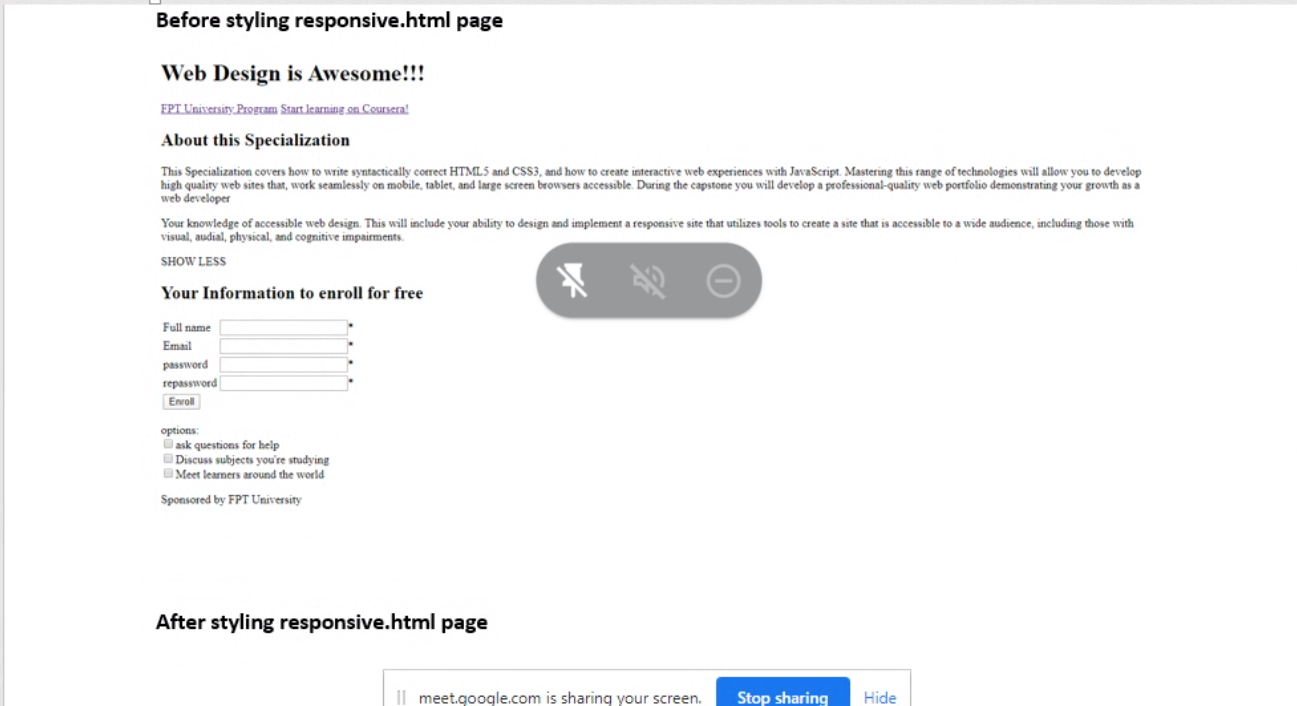 Before styling responsive.html page
Web Design is Awesome!!!
FPT University Program Start learning on Coursera!
About this Specialization
This Specialization covers how to write syntactically correct HTML5 and CSS3, and how to create interactive web experiences with JavaScript. Mastering this range of technologies will allow you to develop
high quality web sites that, work seamlessly on mobile, tablet, and large screen browsers accessible. During the capstone you will develop a professional-quality web portfolio demonstrating your growth as a
web developer
Your knowledge of accessible web design. This will include your ability to design and implement a responsive site that utilizes tools to create a site that is accessible to a wide audience, including those with
visual, audial, physical, and cognitive impairments.
SHOW LESS
Your Information to enroll for free
Full name *
Email *
password *
repassword *
Enroll
options:
ask questions for help
Discuss subjects you're studying
Meet learners around the world
Sponsored by FPT University
After styling responsive.html page
meet.google.com is sharing your screen. Stop sharing Hide